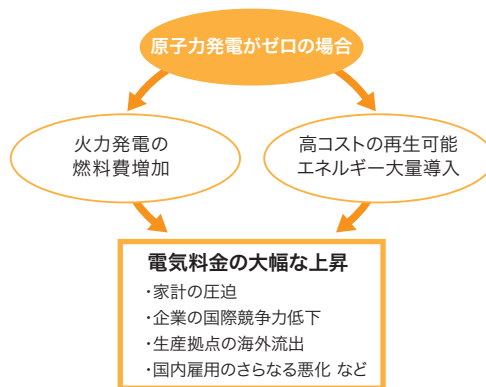 原子力発電がゼロの場合
火力発電の
燃料費増加
高コストの再生可能
エネルギー大量導入
電気料金の大幅な上昇
・家計の圧迫
・企業の国際競争力低下
・生産拠点の海外流出
・国内雇用のさらなる悪化 など